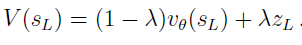 V(s_L) = (1 − λ)v_θ(s_L) + λz_L .